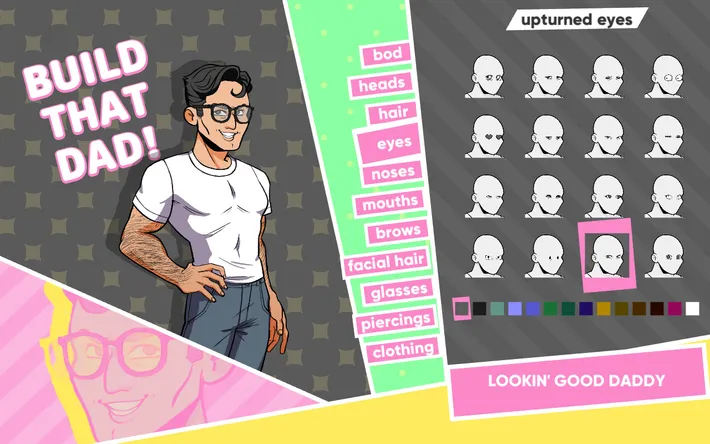 BUILD
THAT
DAD!
bod
heads
hair
eyes
noses
mouths
brows
facial hair
glasses
piercings
clothing
upturned eyes
LOOKIN' GOOD DADDY